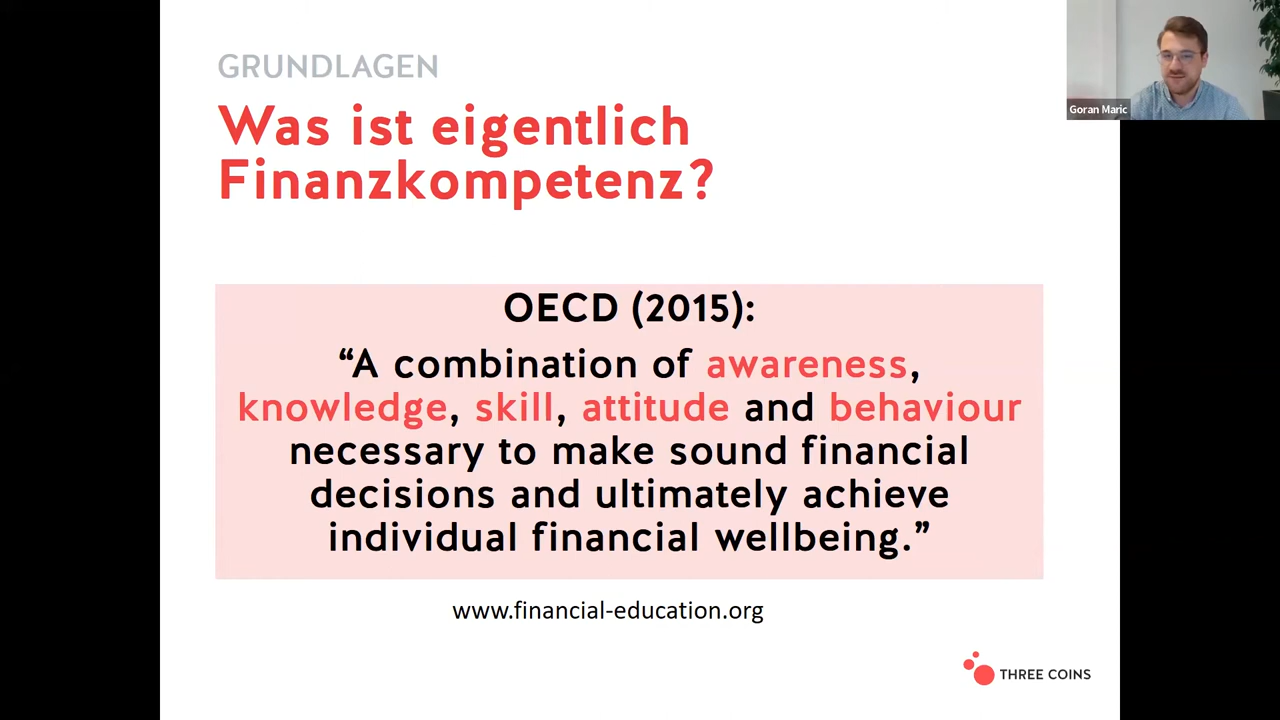 GRUNDLAGEN
Was ist eigentlich
Finanzkompetenz?
Goran Maric
OECD (2015):
“A combination of awareness,
knowledge, skill, attitude and behaviour
necessary to make sound financial
decisions and ultimately achieve
individual financial wellbeing.”
www.financial-education.org
THREE COINS